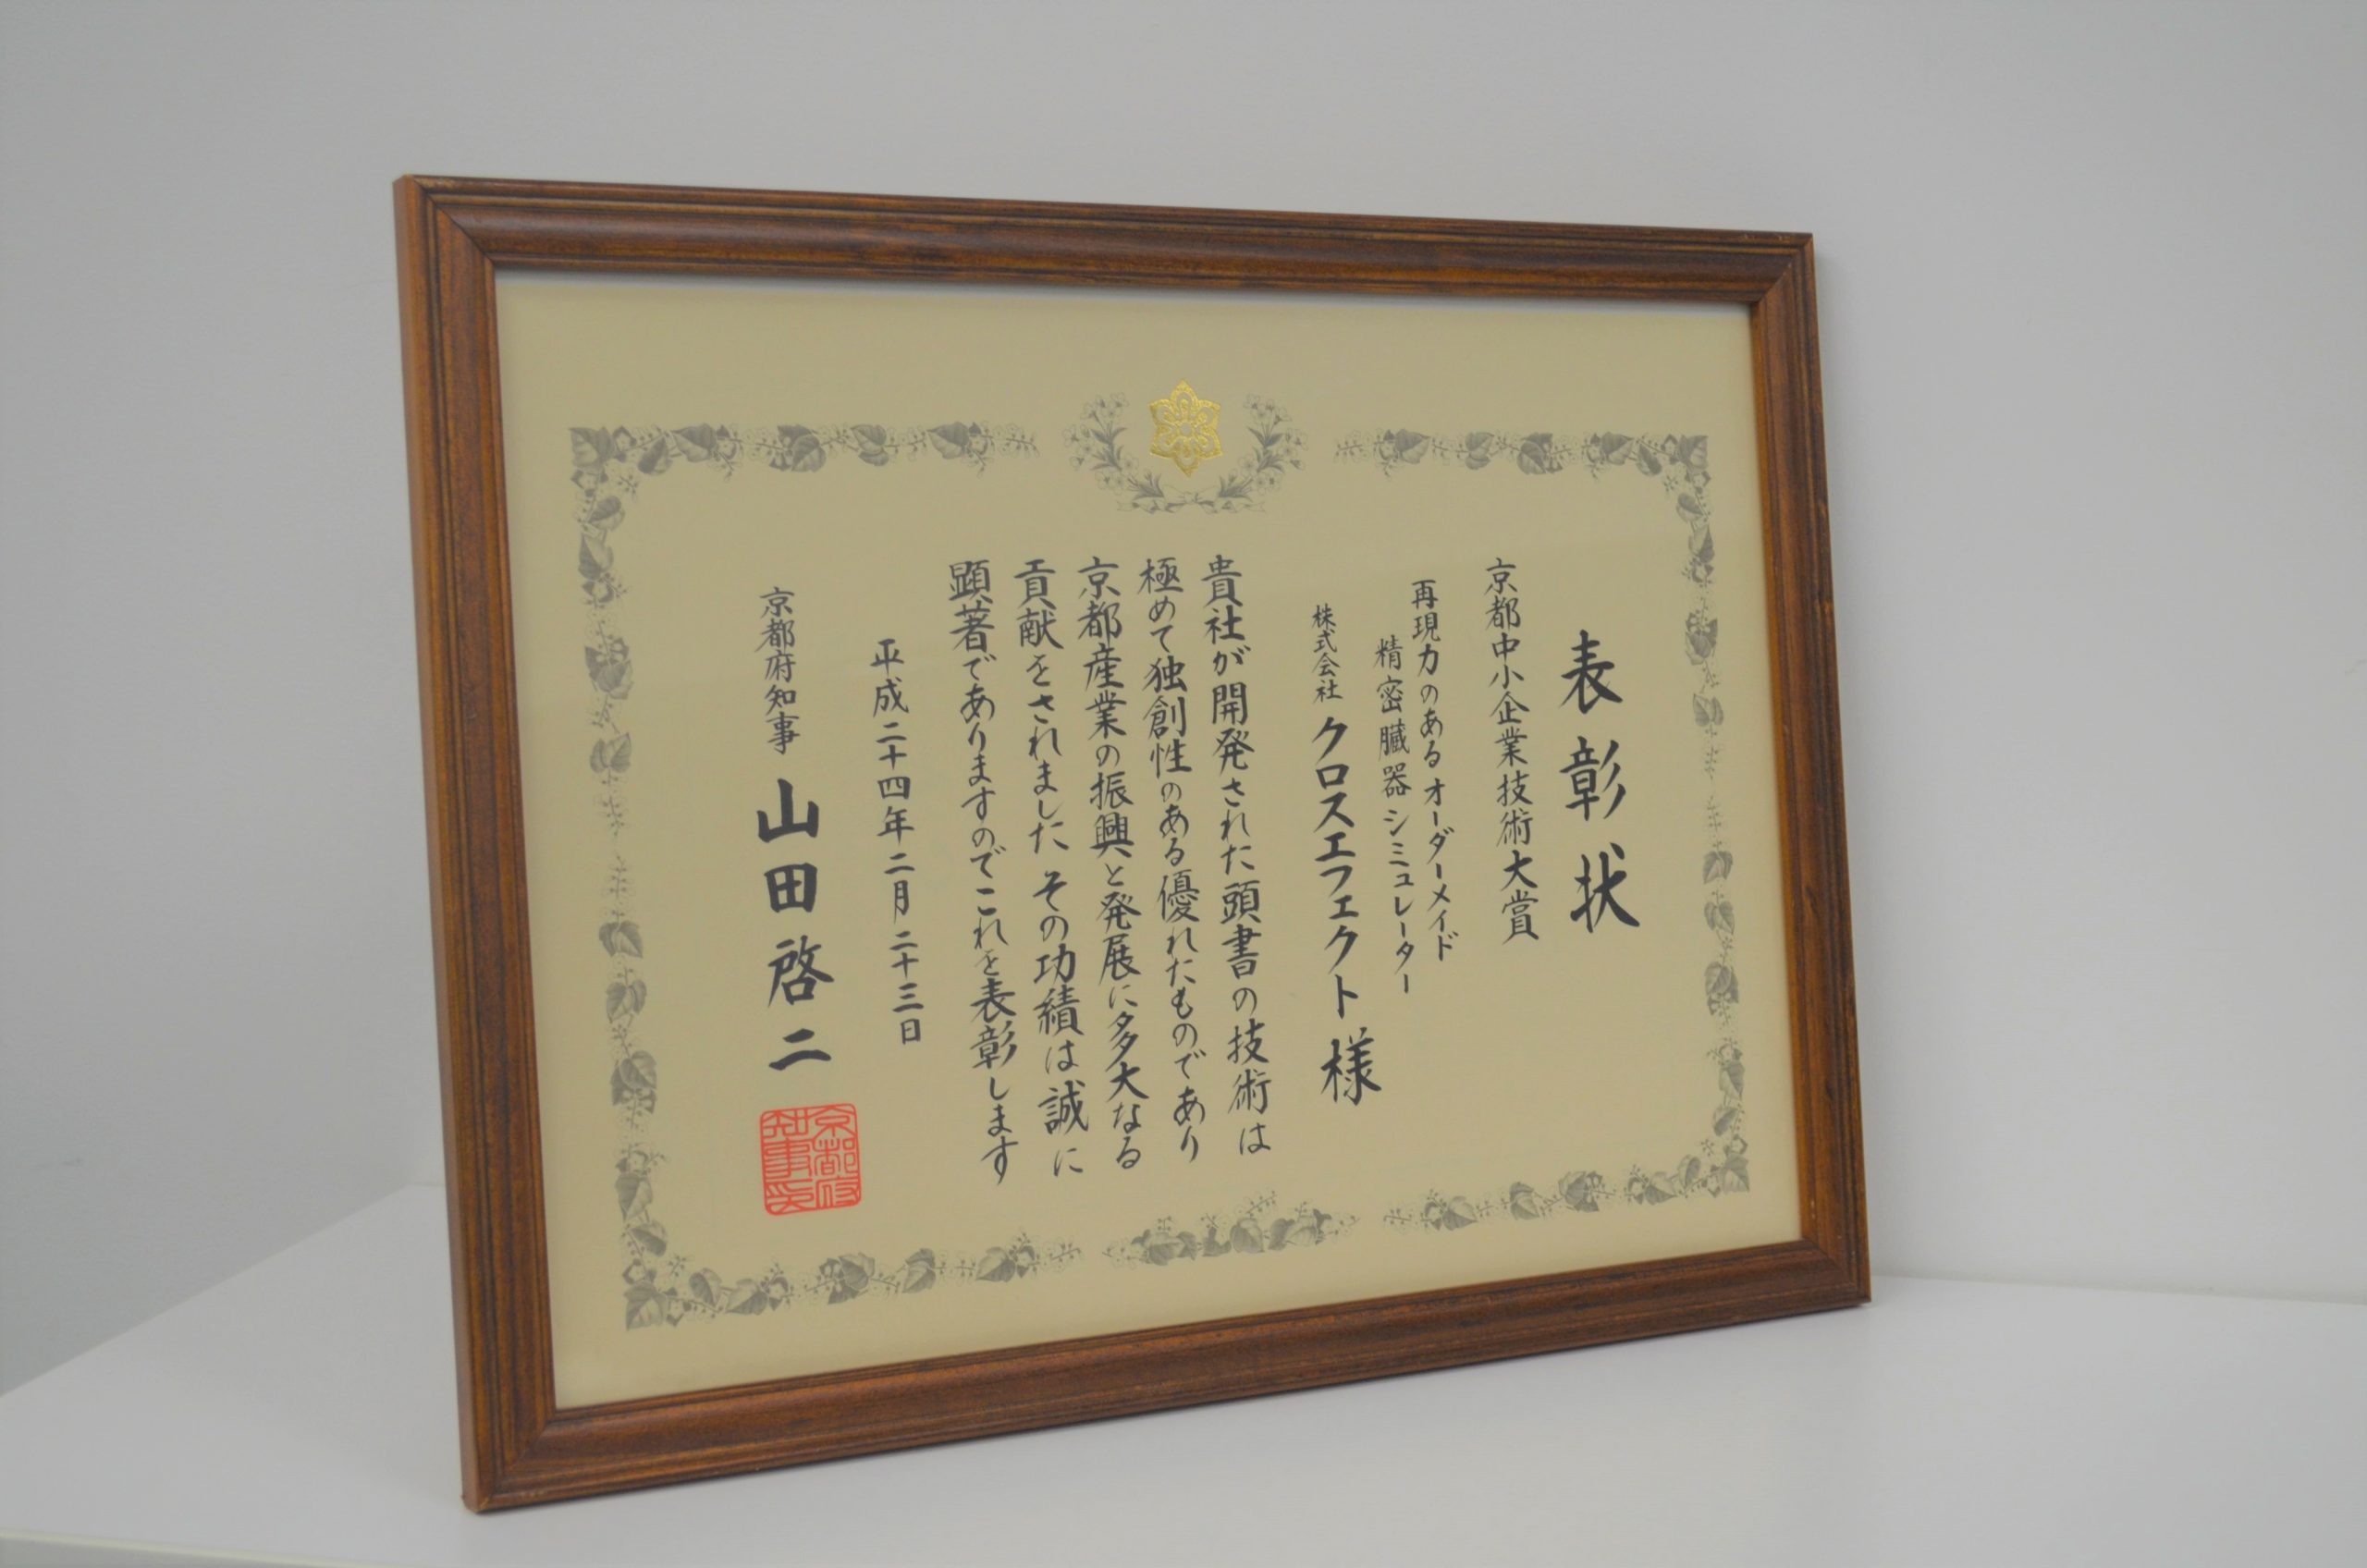 表彰状
京都中小企業技術大賞
再現力のあるオーダーメイド
精密臓器シミュレーター
株式会社クロスエフェクト様
貴社が開発された頭書の技術は
極めて独創性のある優れたものであり
京都産業の振興と発展に多大なる
貢献をされました その功績は誠に
顕著でありますのでこれを表彰します
平成二十四年二月二十三日
京都府知事 山田啓二
京都府
知事印